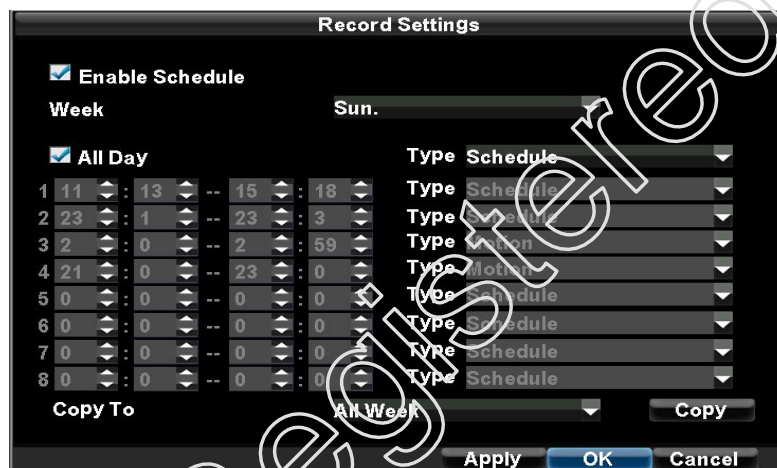 Record Settings
Enable Schedule
Week Sun.
All Day Type Schedule
1 11 : 13 -- 15 : 18 Type Schedule
2 23 : 1 -- 23 : 3 Type Schedule
3 2 : 0 -- 2 : 59 Type Motion
4 21 : 0 -- 23 : 0 Type Motion
5 0 : 0 -- 0 : 0 Type Schedule
6 0 : 0 -- 0 : 0 Type Schedule
7 0 : 0 -- 0 : 0 Type Schedule
8 0 : 0 -- 0 : 0 Type Schedule
Copy To All Week Copy
Apply OK Cancel
egistered